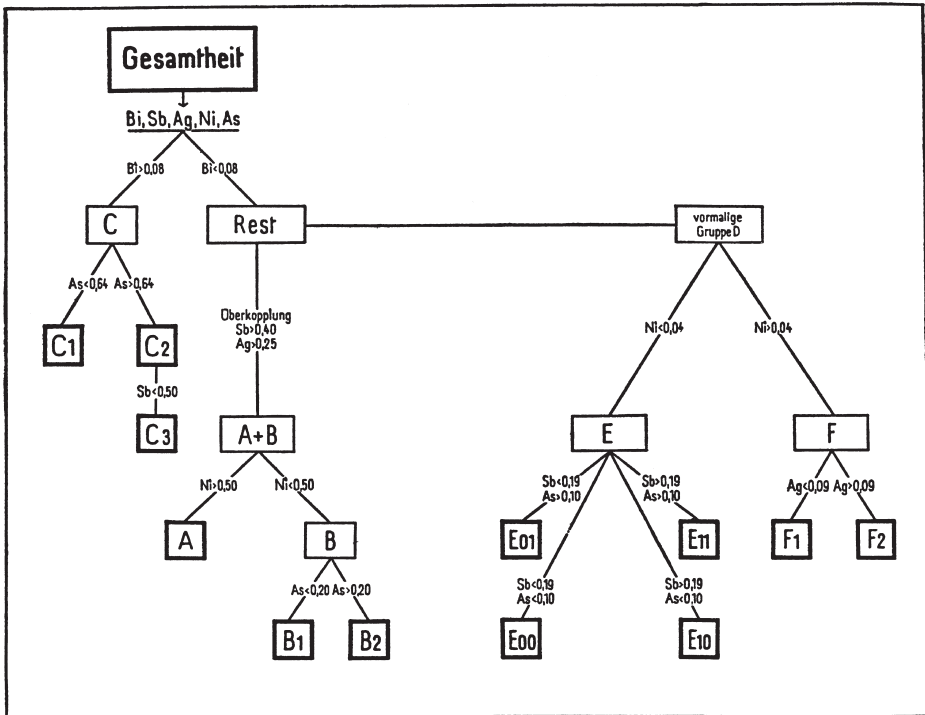 Gesamtheit
Bi, Sb, Ag, Ni, As
Bi>0,08
Bi<0,08
C
Rest
vormalige
Gruppe D
As<0,64
As>0,64
Überkopplung
Sb>0,40
Ag>0,25
Ni<0,04
Ni>0,04
C1
C2
Sb<0,50
C3
A+B
E
F
Ni>0,50
Ni<0,50
Sb<0,19
As>0,10
Sb>0,19
As>0,10
Ag<0,09
Ag>0,09
A
B
E01
E11
F1
F2
As<0,20
As>0,20
Sb<0,19
As<0,10
Sb>0,19
As<0,10
B1
B2
E00
E10